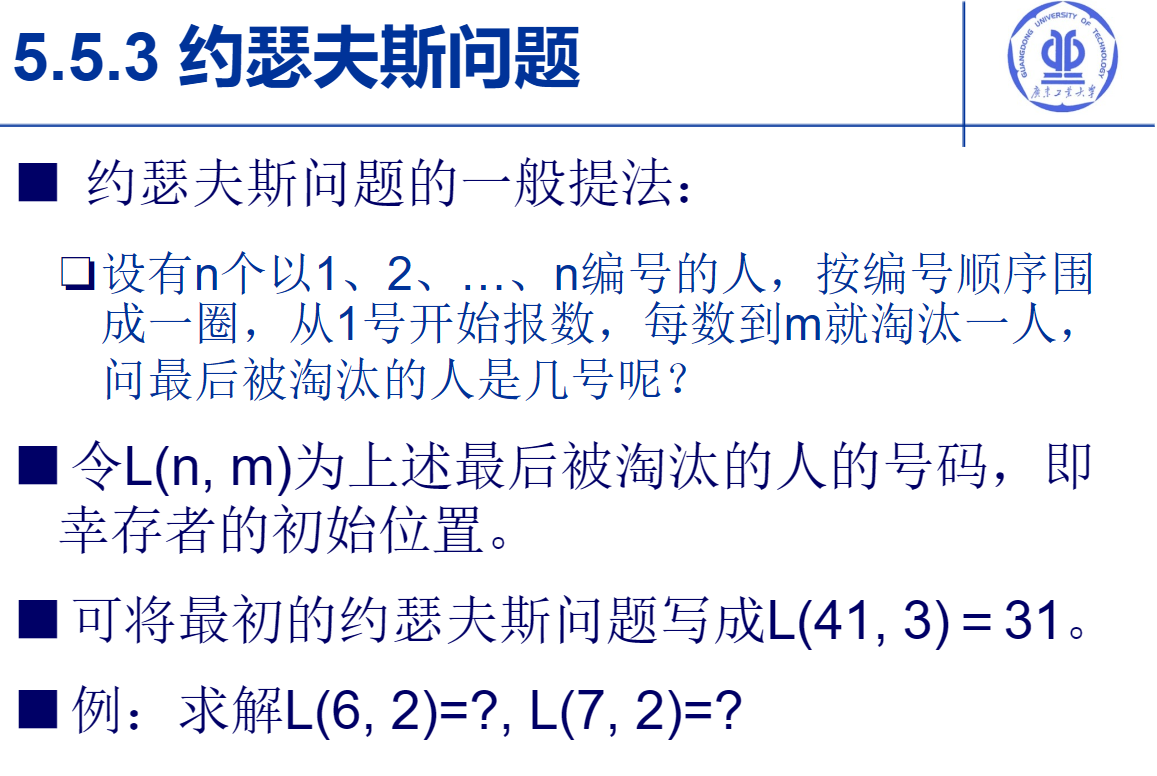 5.5.3 约瑟夫斯问题
GUANGDONG UNIVERSITY OF TECHNOLOGY
广东工业大学
约瑟夫斯问题的一般提法：
设有n个以1、2、…、n编号的人，按编号顺序围
成一圈，从1号开始报数，每数到m就淘汰一人，
问最后被淘汰的人是几号呢？
令L(n, m)为上述最后被淘汰的人的号码，即
幸存者的初始位置。
可将最初的约瑟夫斯问题写成L(41, 3)＝31。
例：求解L(6, 2)=?, L(7, 2)=?